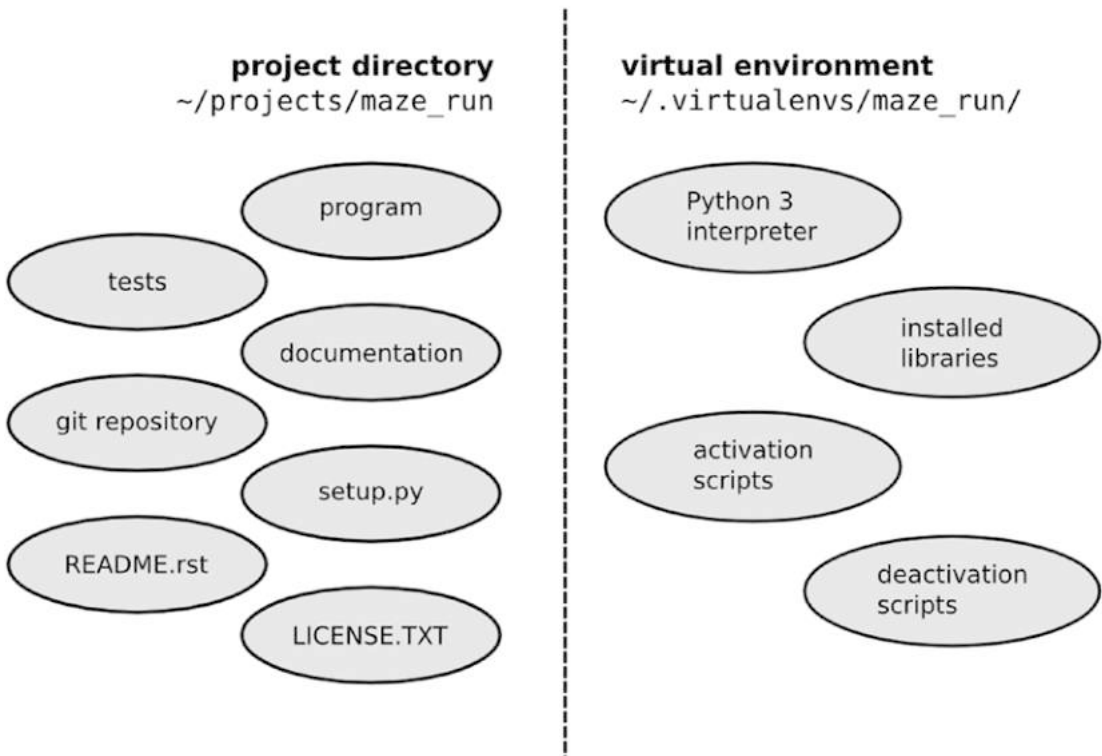 project directory
~/projects/maze_run
program
tests
documentation
git repository
setup.py
README.rst
LICENSE.TXT
virtual environment
~/.virtualenvs/maze_run/
Python 3
interpreter
installed
libraries
activation
scripts
deactivation
scripts